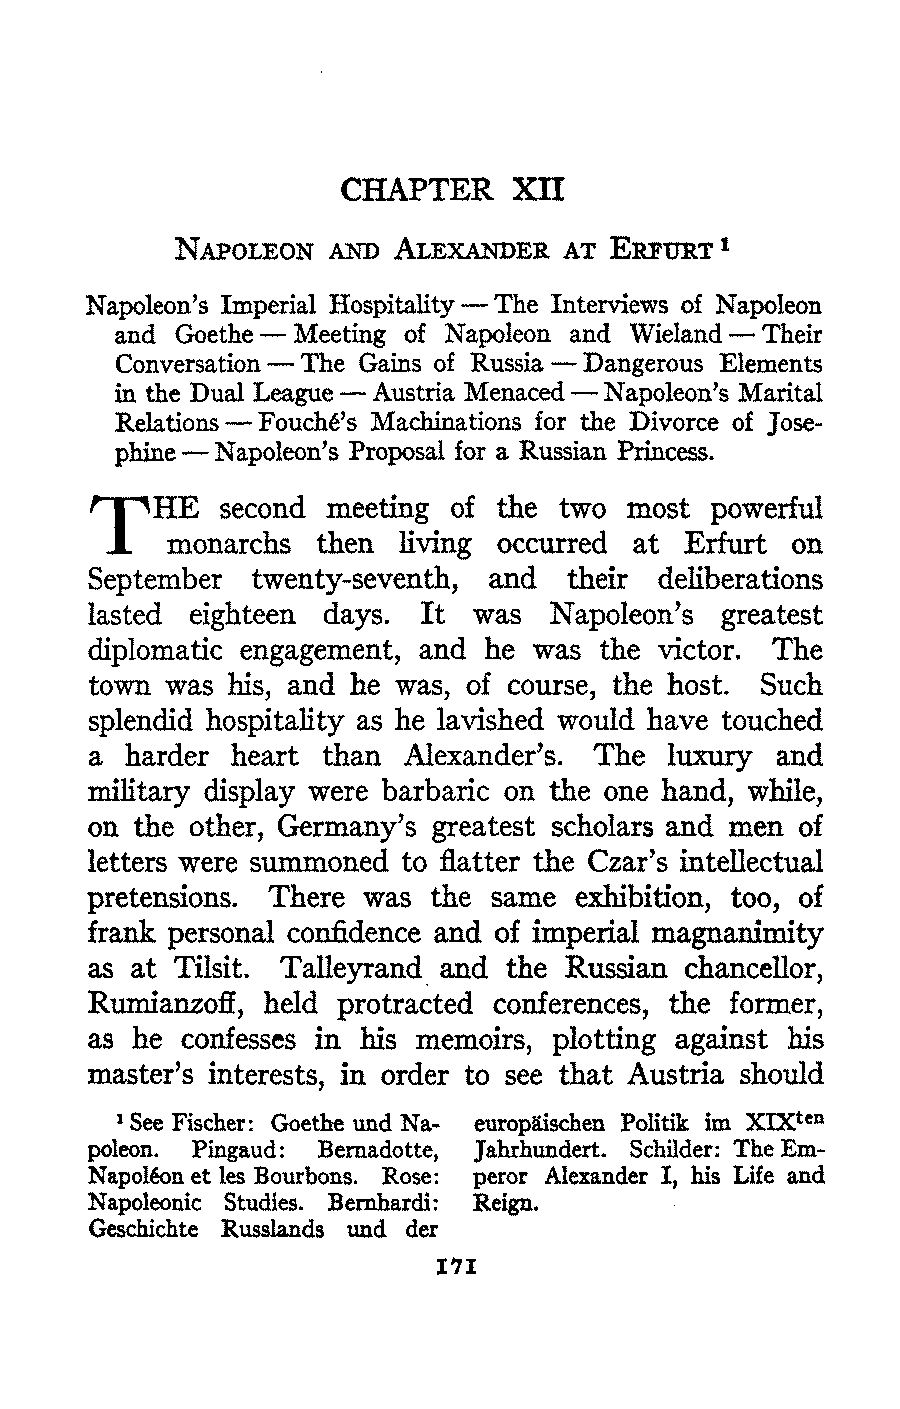 CHAPTER XII
NAPOLEON AND ALEXANDER AT ERFURT ¹
Napoleon's Imperial Hospitality — The Interviews of Napoleon
and Goethe — Meeting of Napoleon and Wieland — Their
Conversation — The Gains of Russia — Dangerous Elements
in the Dual League — Austria Menaced — Napoleon's Marital
Relations — Fouché's Machinations for the Divorce of Jose-
phine — Napoleon's Proposal for a Russian Princess.
THE second meeting of the two most powerful
monarchs then living occurred at Erfurt on
September twenty-seventh, and their deliberations
lasted eighteen days. It was Napoleon's greatest
diplomatic engagement, and he was the victor. The
town was his, and he was, of course, the host. Such
splendid hospitality as he lavished would have touched
a harder heart than Alexander's. The luxury and
military display were barbaric on the one hand, while,
on the other, Germany's greatest scholars and men of
letters were summoned to flatter the Czar's intellectual
pretensions. There was the same exhibition, too, of
frank personal confidence and of imperial magnanimity
as at Tilsit. Talleyrand and the Russian chancellor,
Rumianzoff, held protracted conferences, the former,
as he confesses in his memoirs, plotting against his
master's interests, in order to see that Austria should
¹ See Fischer: Goethe und Na-
poleon. Pingaud: Bernadotte,
Napoléon et les Bourbons. Rose:
Napoleonic Studies. Bernhardi:
Geschichte Russlands und der
europäischen Politik im XIXten
Jahrhundert. Schilder: The Em-
peror Alexander I, his Life and
Reign.
171